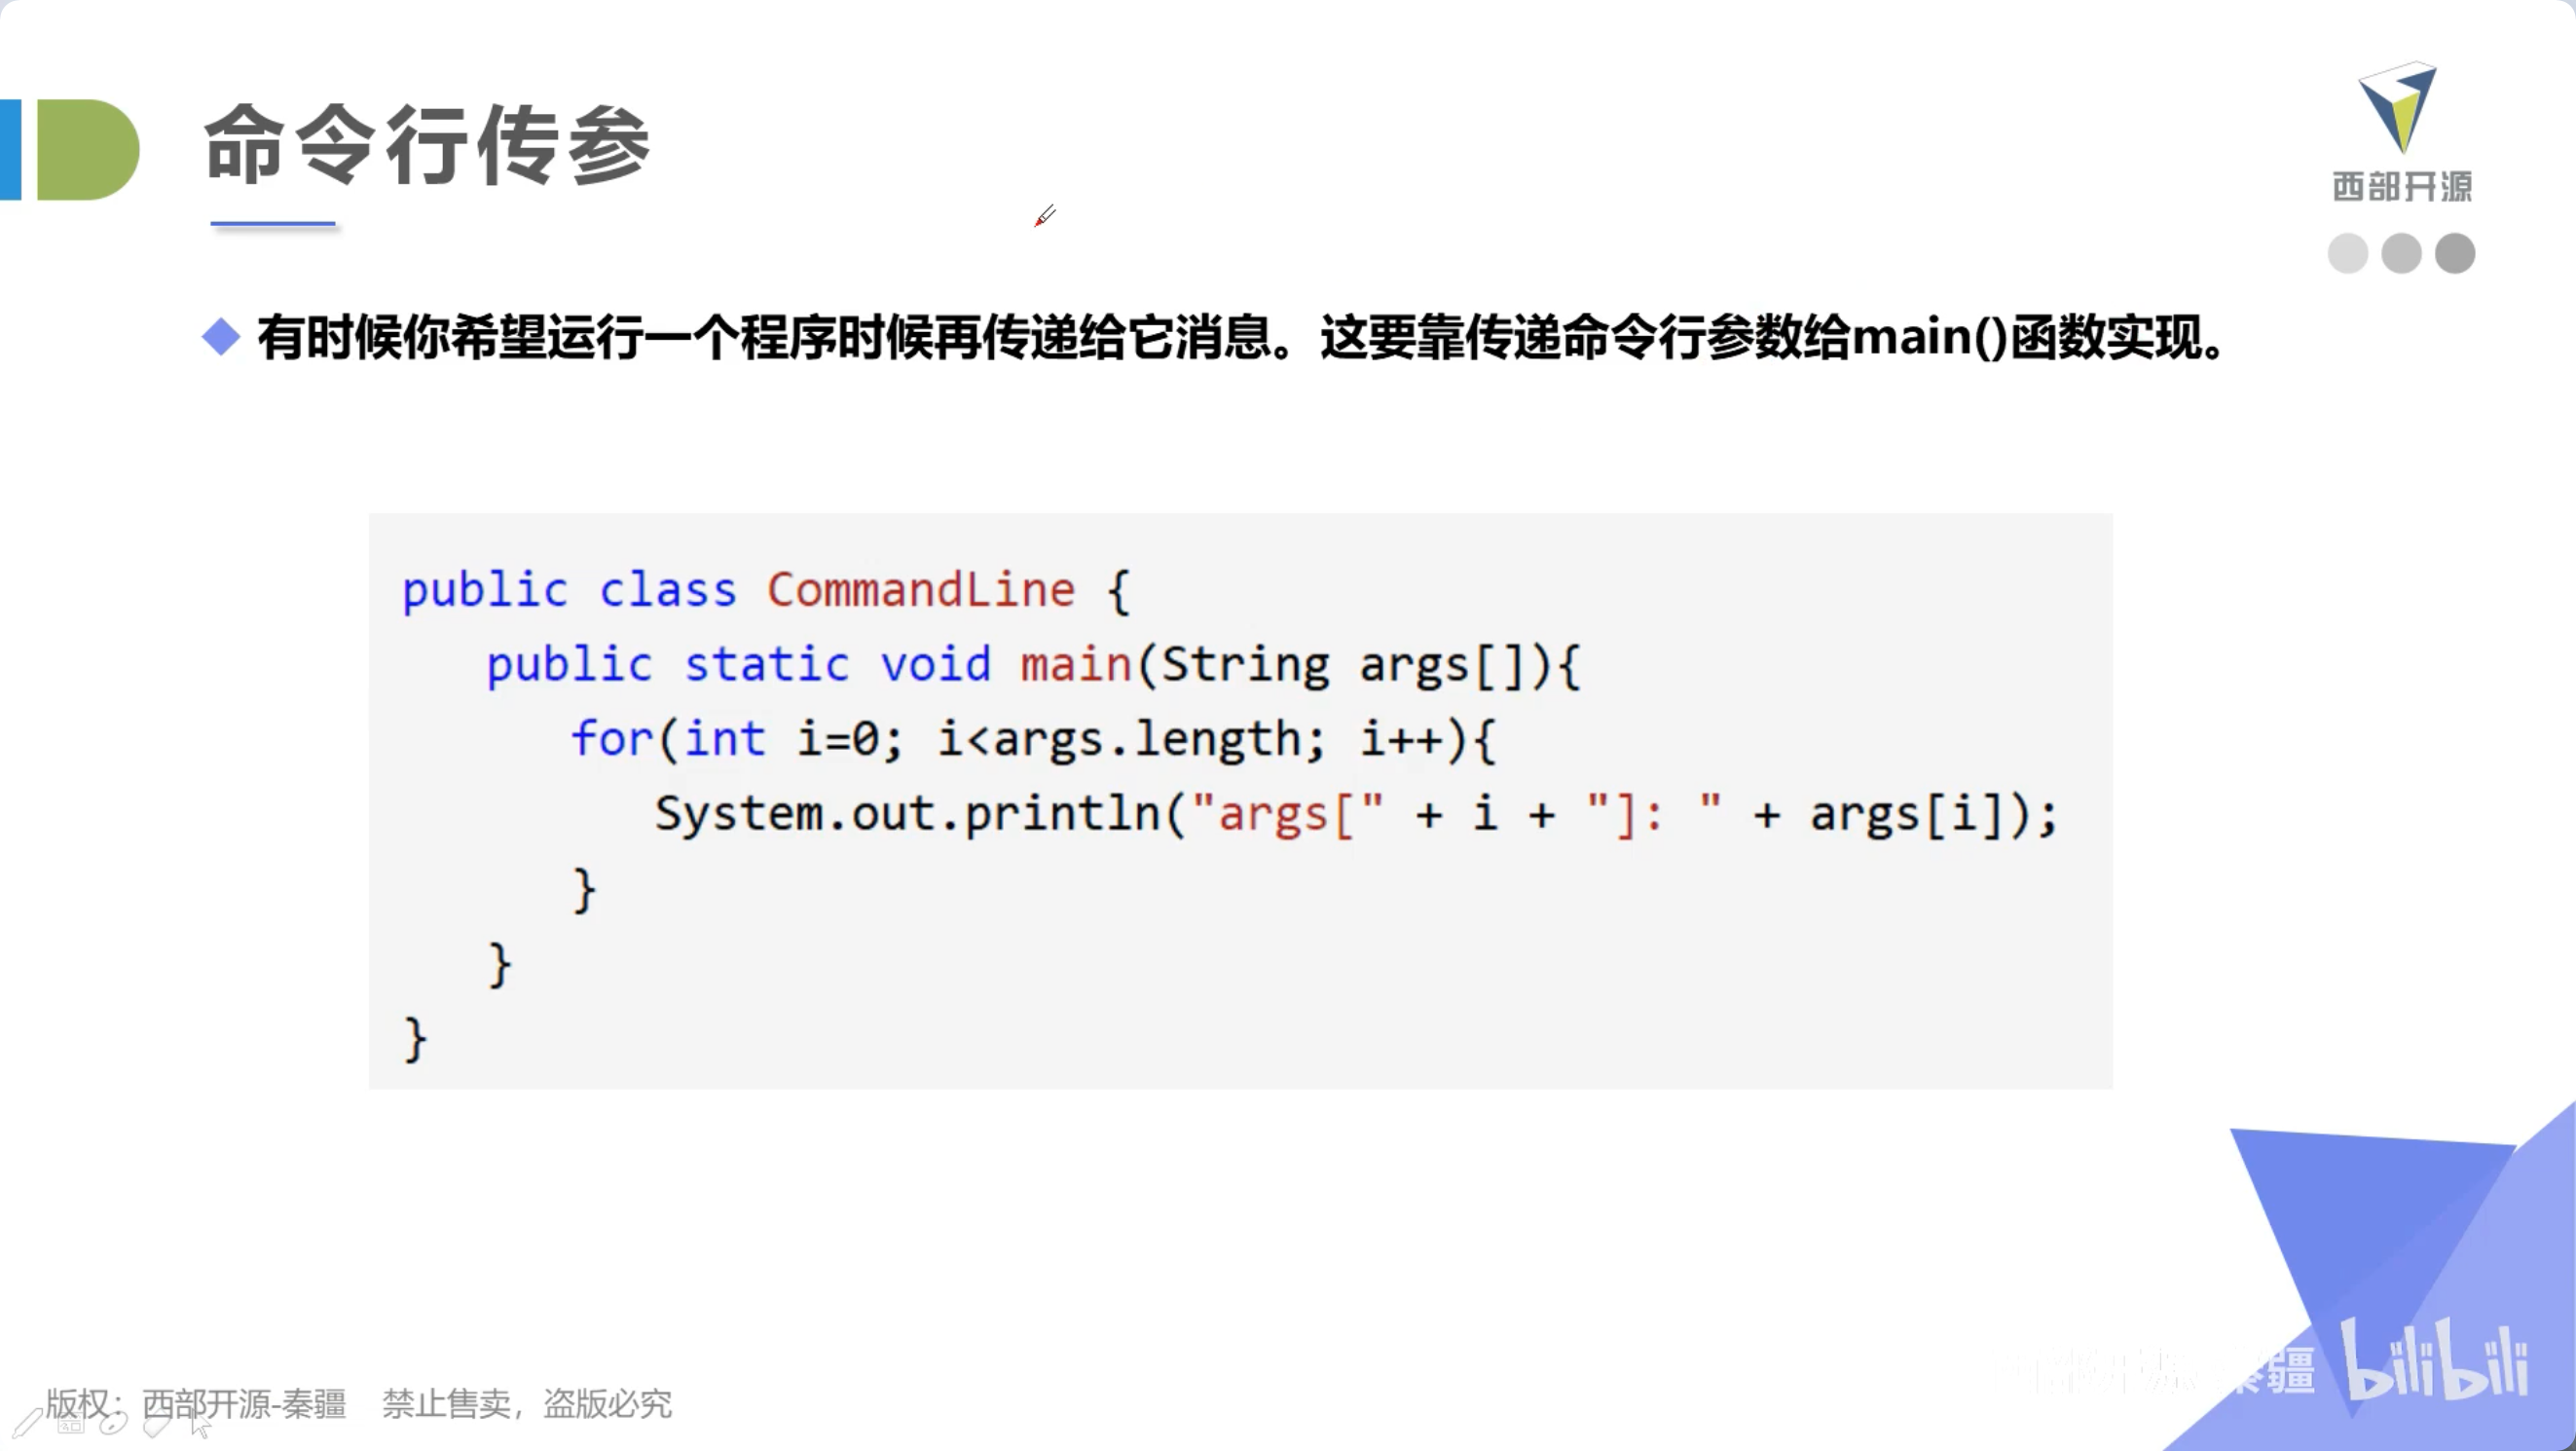 命令行传参
西部开源
有时候你希望运行一个程序时候再传递给它消息。这要靠传递命令行参数给main()函数实现。
public class CommandLine {
   public static void main(String args[]){
      for(int i=0; i<args.length; i++){
         System.out.println("args[" + i + "]: " + args[i]);
      }
   }
}
版权：西部开源-秦疆 禁止售卖，盗版必究
疆 bilibili